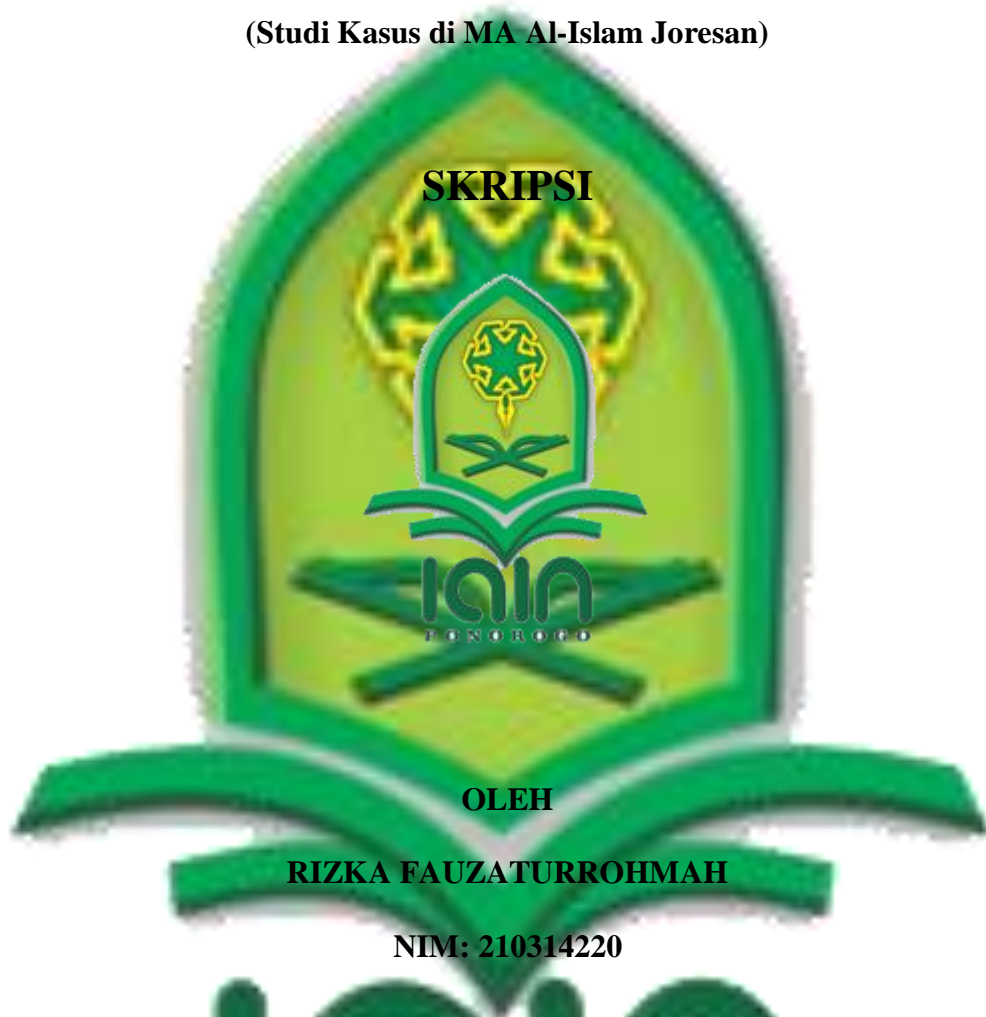 (Studi Kasus di MA Al-Islam Joresan)
SKRIPSI
IAIN
PONOROGO
OLEH
RIZKA FAUZATURROHMAH
NIM: 210314220